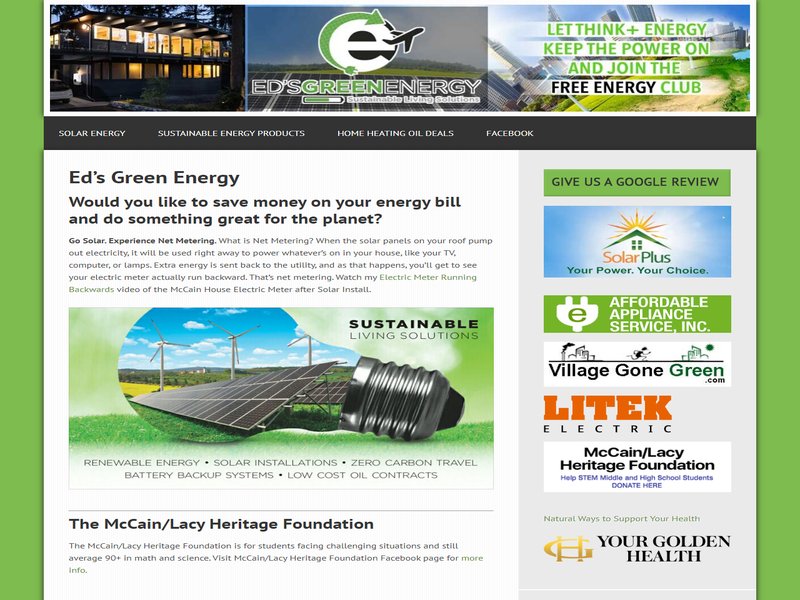 e
ED'SGREENENERGY
Sustainable Living Solutions
LET THINK+ ENERGY
KEEP THE POWER ON
AND JOIN THE
FREE ENERGY CLUB
SOLAR ENERGY
SUSTAINABLE ENERGY PRODUCTS
HOME HEATING OIL DEALS
FACEBOOK
Ed's Green Energy
Would you like to save money on your energy bill
and do something great for the planet?
Go Solar. Experience Net Metering. What is Net Metering? When the solar panels on your roof pump
out electricity, it will be used right away to power whatever's on in your house, like your TV,
computer, or lamps. Extra energy is sent back to the utility, and as that happens, you'll get to see
your electric meter actually run backward. That's net metering. Watch my Electric Meter Running
Backwards video of the McCain House Electric Meter after Solar Install.
SUSTAINABLE
LIVING SOLUTIONS
RENEWABLE ENERGY • SOLAR INSTALLATIONS • ZERO CARBON TRAVEL
BATTERY BACKUP SYSTEMS • LOW COST OIL CONTRACTS
The McCain/Lacy Heritage Foundation
The McCain/Lacy Heritage Foundation is for students facing challenging situations and still
average 90+ in math and science. Visit McCain/Lacy Heritage Foundation Facebook page for more
info.
GIVE US A GOOGLE REVIEW
SolarPlus
Your Power. Your Choice.
e
AFFORDABLE
APPLIANCE
SERVICE, INC.
Village Gone Green
.com
LITEK
ELECTRIC
McCain/Lacy
Heritage Foundation
Help STEM Middle and High School Students
DONATE HERE
Natural Ways to Support Your Health
YOUR GOLDEN
HEALTH